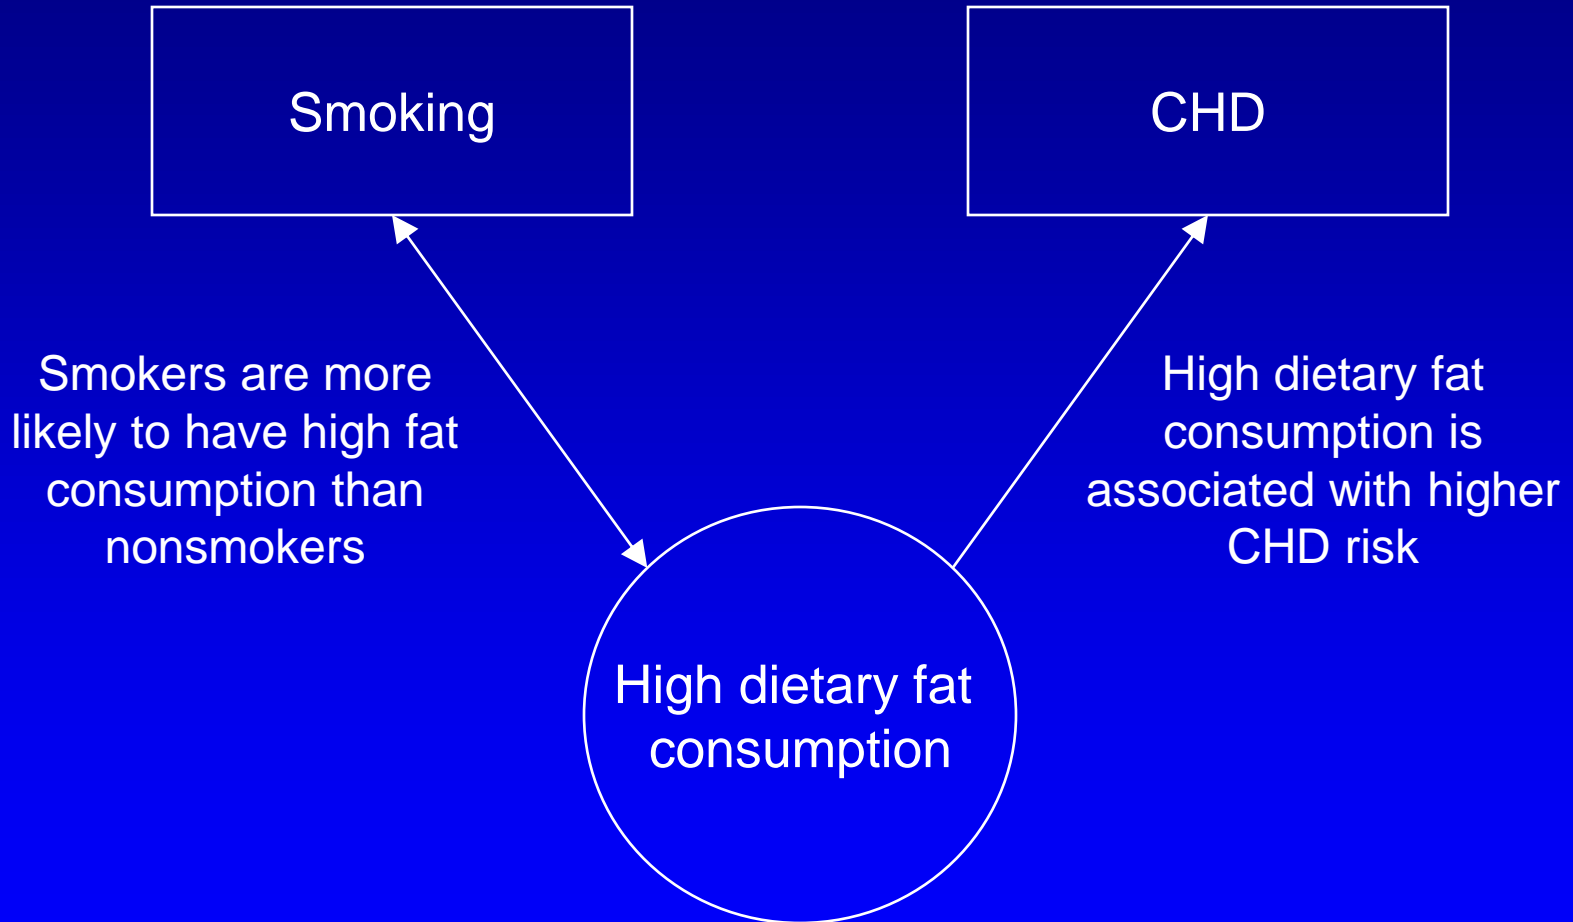 Smoking
CHD
Smokers are more
likely to have high fat
consumption than
nonsmokers
High dietary fat
consumption is
associated with higher
CHD risk
High dietary fat
consumption